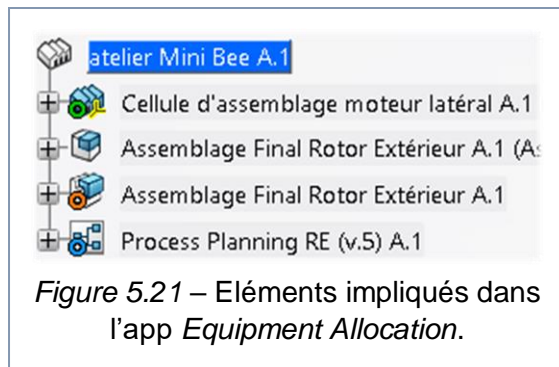 atelier Mini Bee A.1
Cellule d'assemblage moteur latéral A.1
Assemblage Final Rotor Extérieur A.1 (A
Assemblage Final Rotor Extérieur A.1
Process Planning RE (v.5) A.1
Figure 5.21 – Eléments impliqués dans
l’app Equipment Allocation.